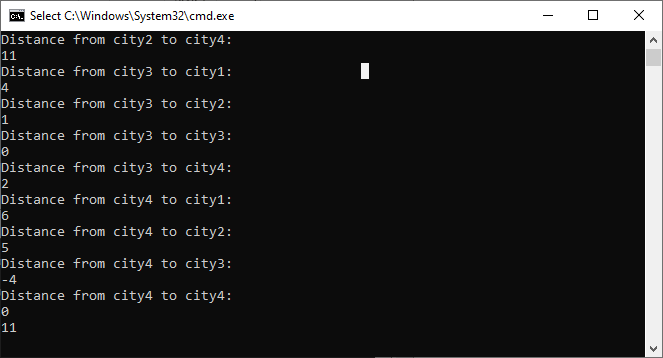 Select C:\Windows\System32\cmd.exe
Distance from city2 to city4:
11
Distance from city3 to city1:
4
Distance from city3 to city2:
1
Distance from city3 to city3:
0
Distance from city3 to city4:
2
Distance from city4 to city1:
6
Distance from city4 to city2:
5
Distance from city4 to city3:
-4
Distance from city4 to city4:
0
11